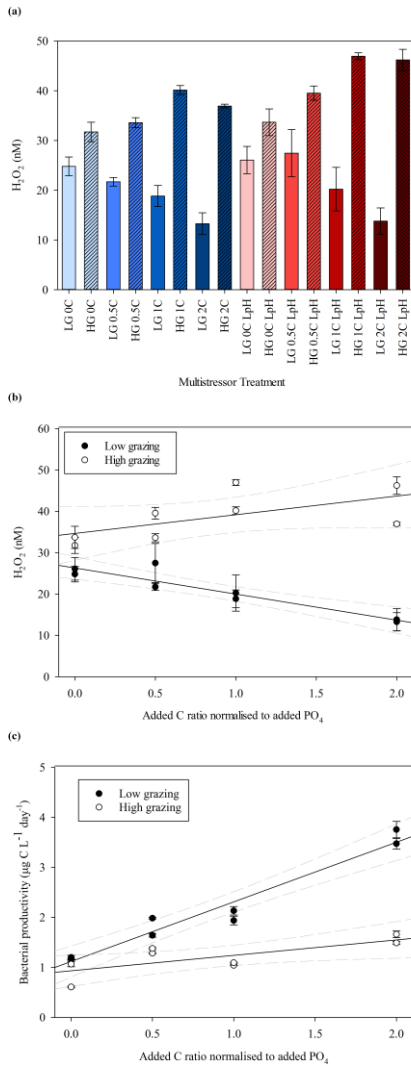 (a)
50
40
30
20
10
0
H₂O₂ (nM)
LG 0C
HG 0C
LG 0.5C
HG 0.5C
LG 1C
HG 1C
LG 2C
HG 2C
LG 0C LpH
HG 0C LpH
LG 0.5C LpH
HG 0.5C LpH
LG 1C LpH
HG 1C LpH
LG 2C LpH
HG 2C LpH
Multistressor Treatment
(b)
60
50
40
30
20
10
0
H₂O₂ (nM)
Low grazing
High grazing
0.0 0.5 1.0 1.5 2.0
Added C ratio normalised to added PO₄
(c)
5
4
3
2
1
0
Bacterial productivity (μg C L⁻¹ day⁻¹)
Low grazing
High grazing
0.0 0.5 1.0 1.5 2.0
Added C ratio normalised to added PO₄